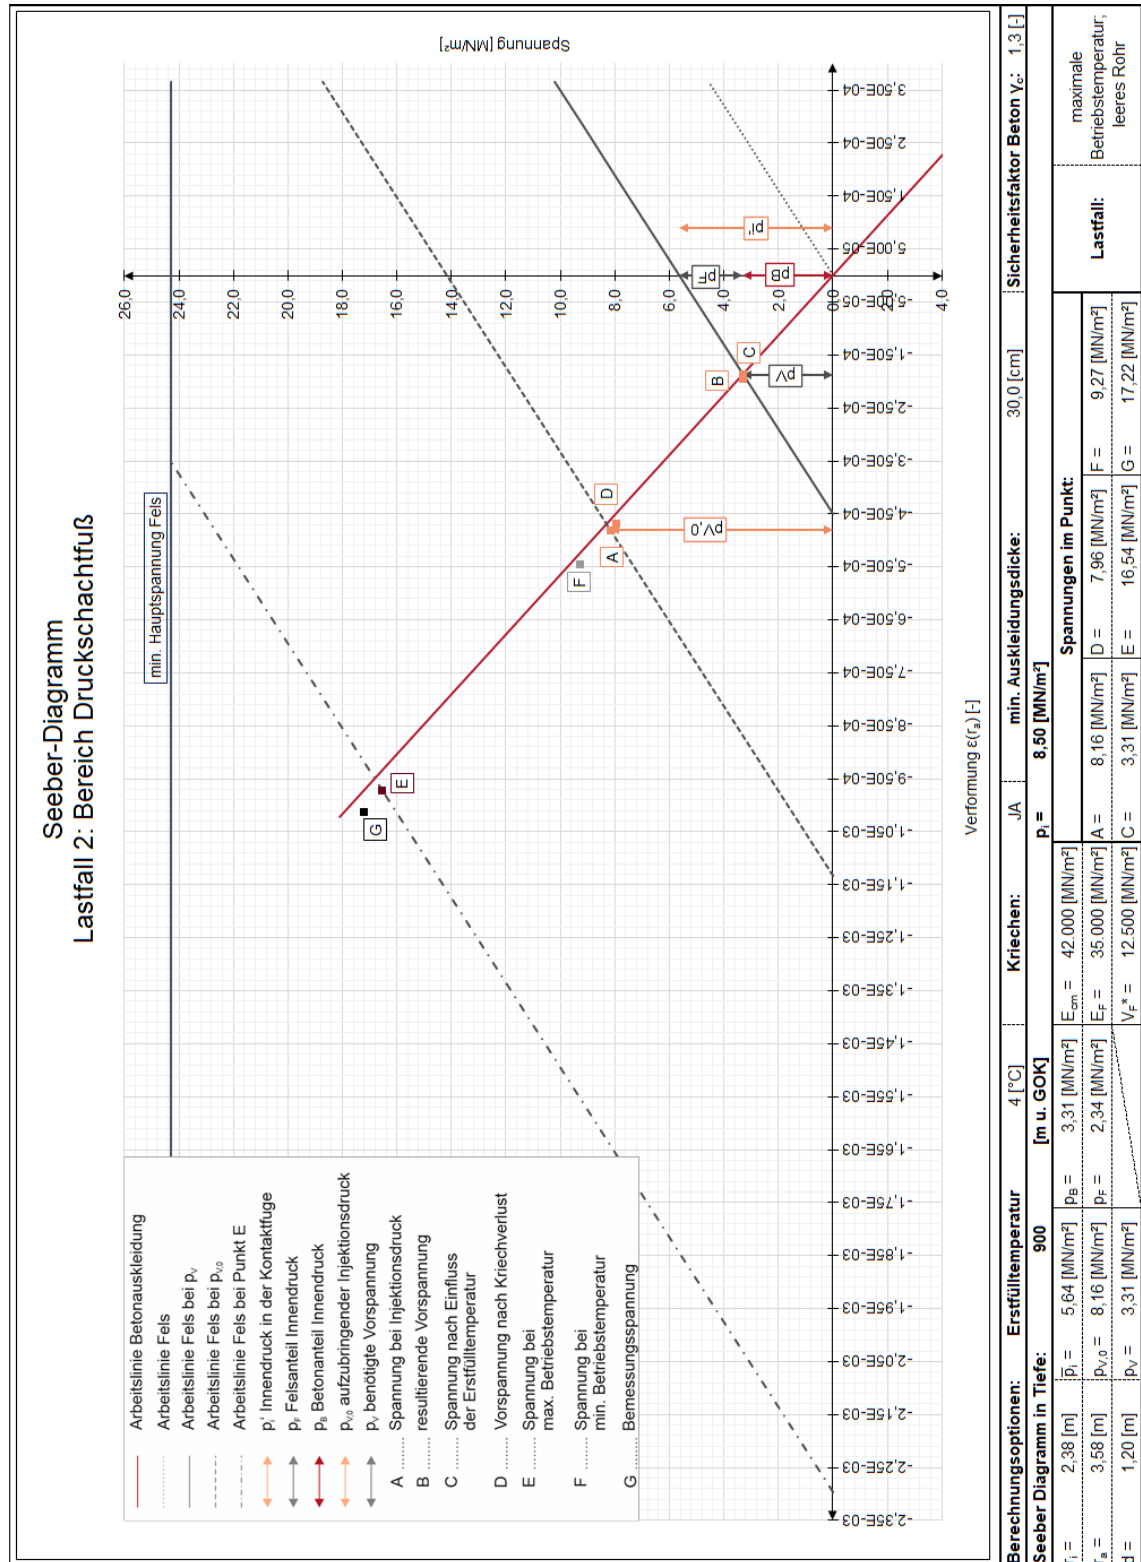 Seeber-Diagramm
Lastfall 2: Bereich Druckschachtfuß
Spannung [MN/m²]
26,0
24,0
22,0
20,0
18,0
16,0
14,0
12,0
10,0
8,0
6,0
4,0
2,0
0,0
-2,0
4,0
min. Hauptspannung Fels
G
E
F
A
D
B
C
pV,0
pV
pF
pB
pi'
-2,35E-03
-2,25E-03
-2,15E-03
-2,05E-03
-1,95E-03
-1,85E-03
-1,75E-03
-1,65E-03
-1,55E-03
-1,45E-03
-1,35E-03
-1,25E-03
-1,15E-03
-1,05E-03
-9,50E-04
-8,50E-04
-7,50E-04
-6,50E-04
-5,50E-04
-4,50E-04
-3,50E-04
-2,50E-04
-1,50E-04
-5,00E-05
5,00E-05
1,50E-04
2,50E-04
3,50E-04
Verformung ε(rₐ) [-]
Arbeitslinie Betonauskleidung
Arbeitslinie Fels
Arbeitslinie Fels bei pᵥ
Arbeitslinie Fels bei pᵥ,₀
Arbeitslinie Fels bei Punkt E
pᵢ' Innendruck in der Kontaktfuge
p_F Felsanteil Innendruck
p_B Betonanteil Innendruck
pᵥ,₀ aufzubringender Injektionsdruck
pᵥ benötigte Vorspannung
A ........ Spannung bei Injektionsdruck
B ........ resultierende Vorspannung
C ........ Spannung nach Einfluss
der Erstfülltemperatur
D ........ Vorspannung nach Kriechverlust
E ........ Spannung bei
max. Betriebstemperatur
F ........ Spannung bei
min. Betriebstemperatur
G ........ Bemessungsspannung
Berechnungsoptionen: Erstfülltemperatur 4 [°C] Kriechen: JA min. Auskleidungsdicke: 30,0 [cm] Sicherheitsfaktor Beton γ_c: 1,3 [-]
Seeber Diagramm in Tiefe: 900 [m u. GOK] pᵢ = 8,50 [MN/m²]
rᵢ = 2,38 [m] p̄ᵢ = 5,64 [MN/m²] p_B = 3,31 [MN/m²] E_cm = 42.000 [MN/m²] Spannungen im Punkt: Lastfall: maximale
Betriebstemperatur;
leeres Rohr
rₐ = 3,58 [m] pᵥ,₀ = 8,16 [MN/m²] p_F = 2,34 [MN/m²] E_F = 35.000 [MN/m²] A = 8,16 [MN/m²] D = 7,96 [MN/m²] F = 9,27 [MN/m²]
d = 1,20 [m] pᵥ = 3,31 [MN/m²] V_F* = 12.500 [MN/m²] C = 3,31 [MN/m²] E = 16,54 [MN/m²] G = 17,22 [MN/m²]